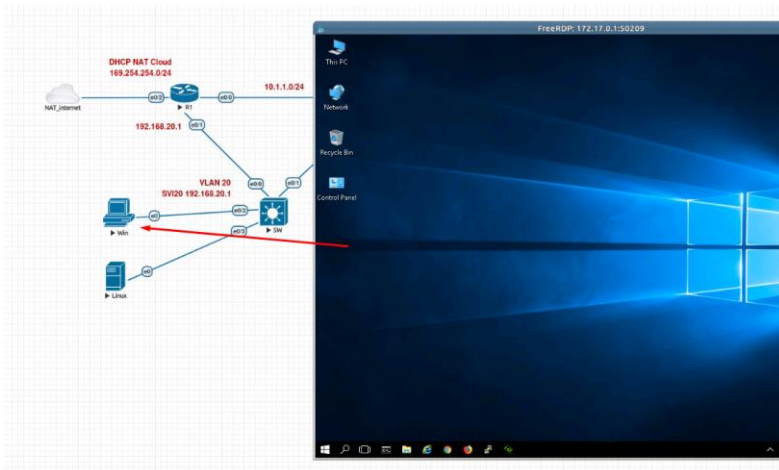 FreeRDP: 172.17.0.1:50209
DHCP NAT Cloud
169.254.254.0/24
This PC
10.1.1.0/24
e0/2
e0/0
NAT_internet
R1
Network
192.168.20.1
e0/1
Recycle Bin
VLAN 20
SVI20 192.168.20.1
e0/0
e0/1
Control Panel
e0/2
e0
Win
e0/3
SW
e0
Linux